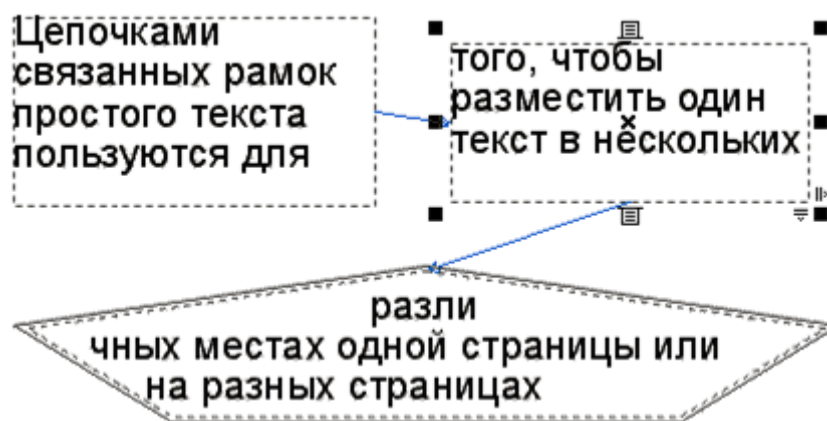 Цепочками
связанных рамок
простого текста
пользуются для
того, чтобы
разместить один
текст в нескольких
разли
чных местах одной страницы или
на разных страницах